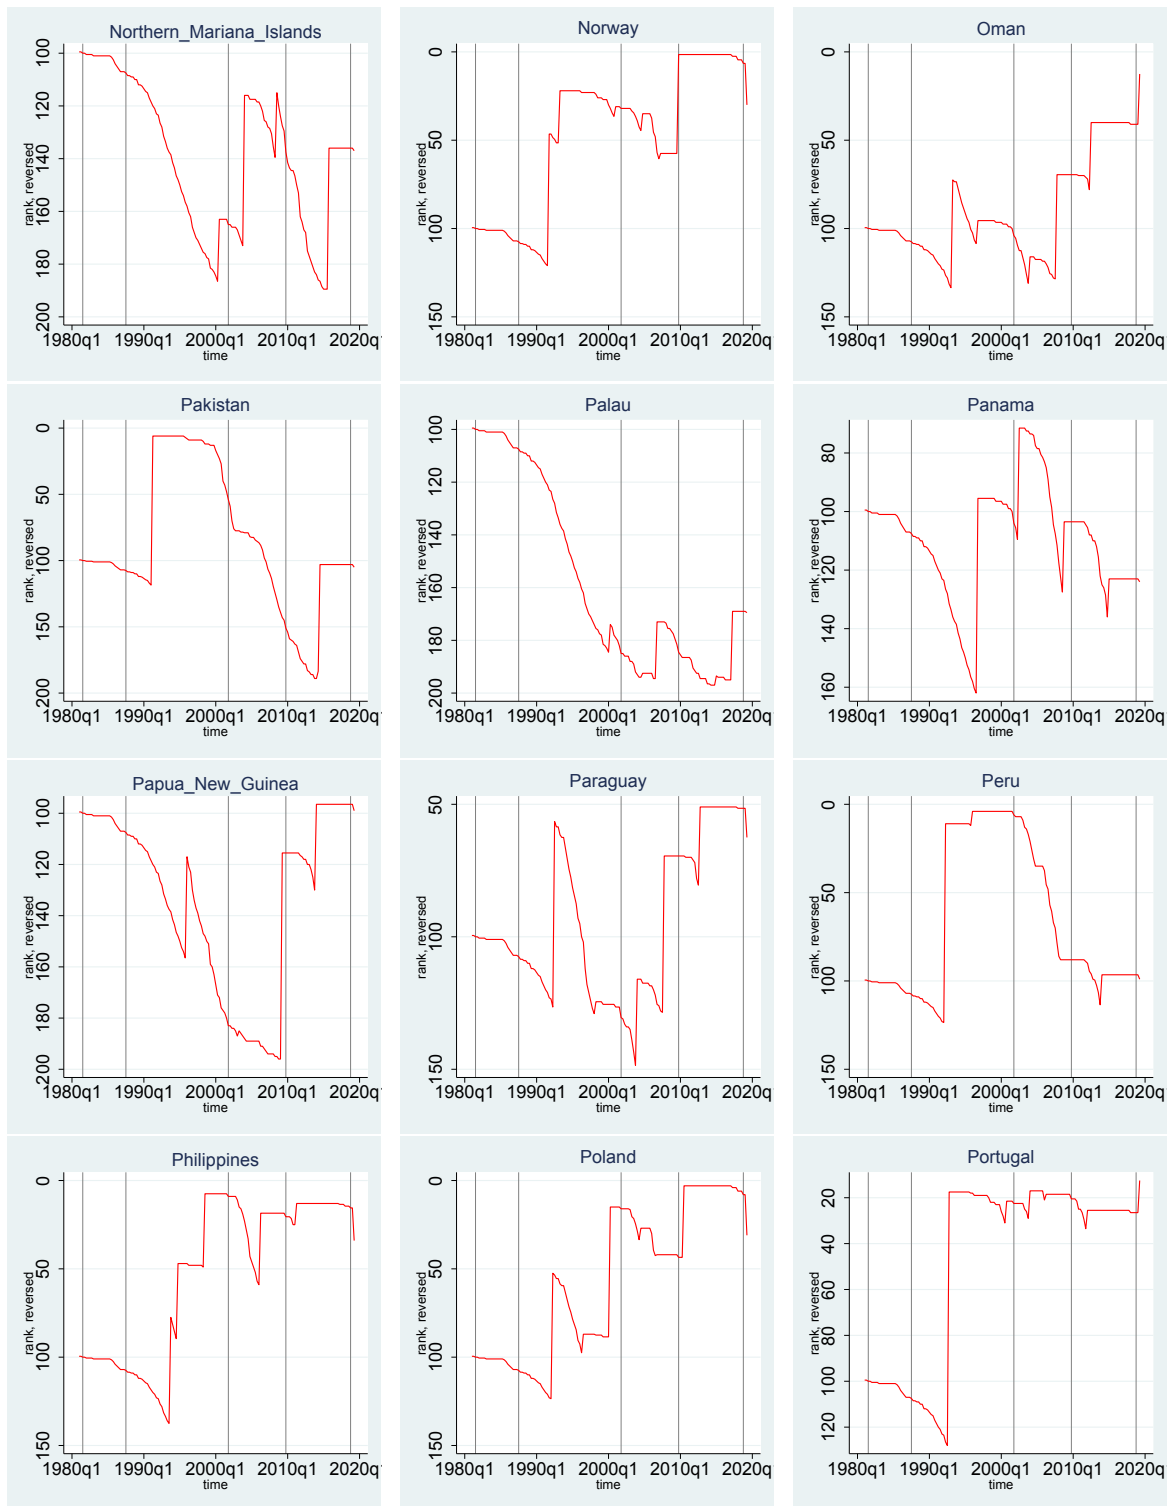 Northern_Mariana_Islands
100
120
140
160
180
200
rank, reversed
1980q1 1990q1 2000q1 2010q1 2020q
time
Norway
0
50
100
150
rank, reversed
1980q1 1990q1 2000q1 2010q1 2020q
time
Oman
0
50
100
150
rank, reversed
1980q1 1990q1 2000q1 2010q1 2020q
time
Pakistan
0
50
100
150
200
rank, reversed
1980q1 1990q1 2000q1 2010q1 2020q
time
Palau
100
120
140
160
180
200
rank, reversed
1980q1 1990q1 2000q1 2010q1 2020q
time
Panama
80
100
120
140
160
rank, reversed
1980q1 1990q1 2000q1 2010q1 2020q
time
Papua_New_Guinea
100
120
140
160
180
200
rank, reversed
1980q1 1990q1 2000q1 2010q1 2020q
time
Paraguay
50
100
150
rank, reversed
1980q1 1990q1 2000q1 2010q1 2020q
time
Peru
0
50
100
150
rank, reversed
1980q1 1990q1 2000q1 2010q1 2020q
time
Philippines
0
50
100
150
rank, reversed
1980q1 1990q1 2000q1 2010q1 2020q
time
Poland
0
50
100
150
rank, reversed
1980q1 1990q1 2000q1 2010q1 2020q
time
Portugal
20
40
60
80
100
120
rank, reversed
1980q1 1990q1 2000q1 2010q1 2020q
time